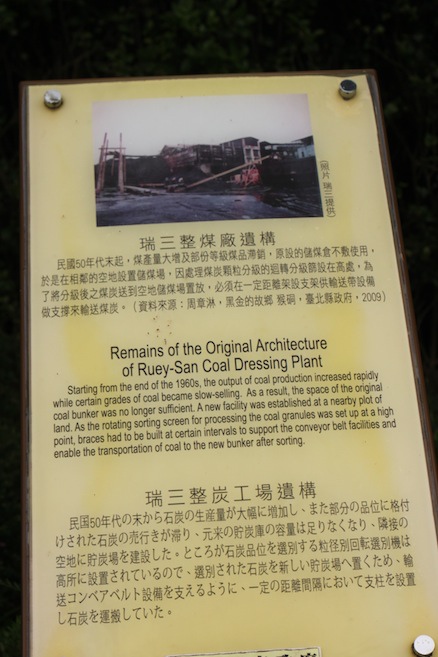 (照片 瑞三提供)
瑞三整煤廠遺構
民國50年代末起，煤產量大增及部份等級煤品滯銷，原設的儲煤倉不敷使用，
於是在相鄰的空地設置儲煤場，因處理煤炭顆粒分級的迴轉分級篩設在高處，為
了將分級後之煤炭送到空地儲煤場置放，必須在一定距離架設支架供輸送帶設備
做支撐來輸送煤炭。（資料來源：周章淋，黑金的故鄉 猴硐，臺北縣政府，2009）
Remains of the Original Architecture
of Ruey-San Coal Dressing Plant
Starting from the end of the 1960s, the output of coal production increased rapidly
while certain grades of coal became slow-selling. As a result, the space of the original
coal bunker was no longer sufficient. A new facility was established at a nearby plot of
land. As the rotating sorting screen for processing the coal granules was set up at a high
point, braces had to be built at certain intervals to support the conveyor belt facilities and
enable the transportation of coal to the new bunker after sorting.
瑞三整炭工場遺構
民国50年代の末から石炭の生産量が大幅に増加し、また部分の品位に格付
けされた石炭の売行きが滞り、元来の貯炭庫の容量は足りなくなり、隣接の
空地に貯炭場を建設した。ところが石炭品位を選別する粒径別回転選別機は
高所に設置されているので、選別された石炭を新しい貯炭場へ置くため、輸
送コンベアベルト設備を支えるように、一定の距離間隔において支柱を設置
し石炭を運搬していた。